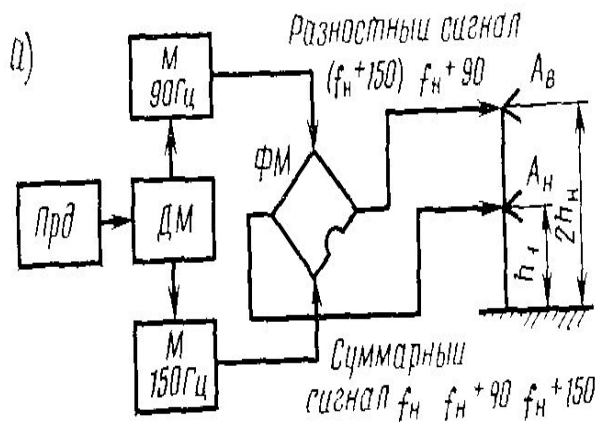 а)
М
90Гц
Разностный сигнал
(fн+150) fн+90
Aв
ФМ
Aн
Прд
ДМ
h1
2hн
М
150Гц
Суммарный
сигнал fн fн+90 fн+150